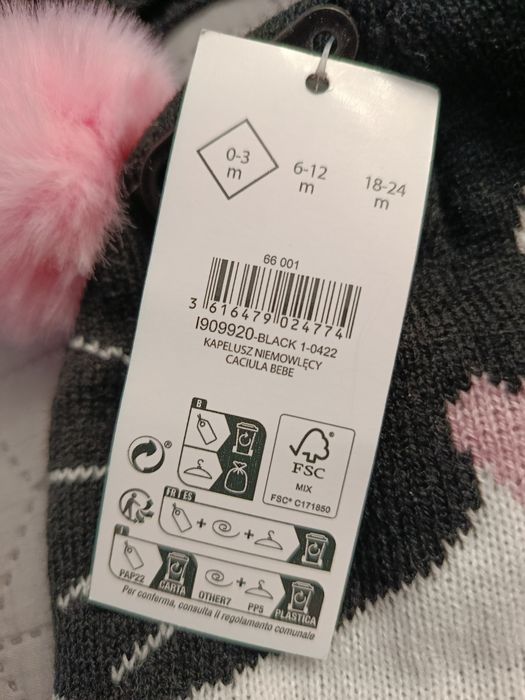 0-3
m
6-12
m
18-24
m
66 001
3 616479 024774
I909920-BLACK 1-0422
KAPELUSZ NIEMOWLĘCY
CACIULA BEBE
B
®
FSC
MIX
FSC® C171850
FR | ES
+ +
I
+
PAP22 CARTA OTHER7 PP5 PLASTICA
Per conferma, consulta il regolamento comunale